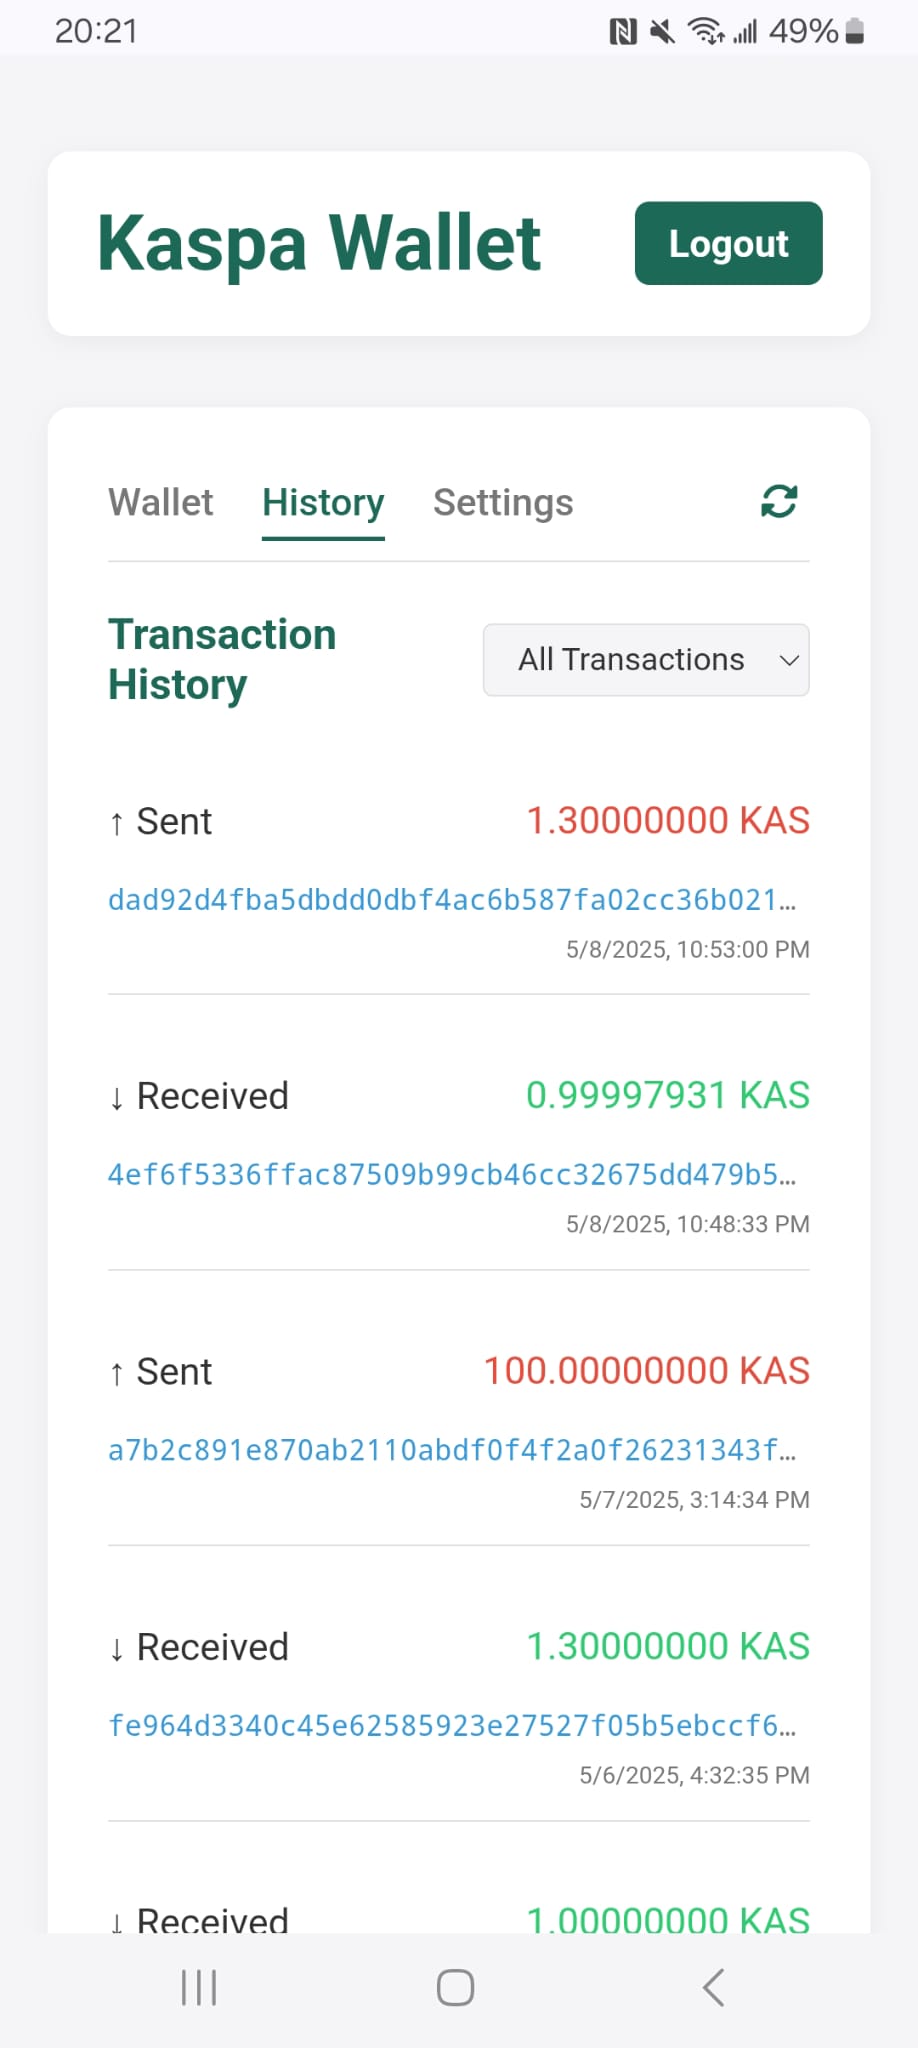 20:21 49%
Kaspa Wallet
Logout
Wallet History Settings
Transaction
History
All Transactions
↑ Sent 1.30000000 KAS
dad92d4fba5dbdd0dbf4ac6b587fa02cc36b021...
5/8/2025, 10:53:00 PM
↓ Received 0.99997931 KAS
4ef6f5336ffac87509b99cb46cc32675dd479b5...
5/8/2025, 10:48:33 PM
↑ Sent 100.00000000 KAS
a7b2c891e870ab2110abdf0f4f2a0f26231343f...
5/7/2025, 3:14:34 PM
↓ Received 1.30000000 KAS
fe964d3340c45e62585923e27527f05b5ebccf6...
5/6/2025, 4:32:35 PM
↓ Received 1.00000000 KAS